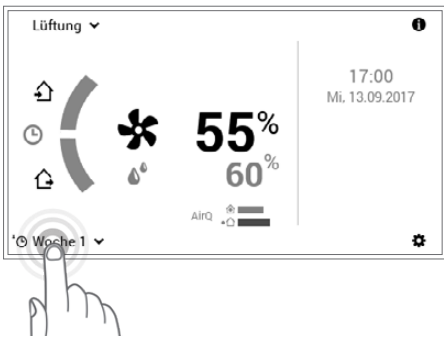 Lüftung
17:00
Mi, 13.09.2017
55%
60%
AirQ
Woche 1